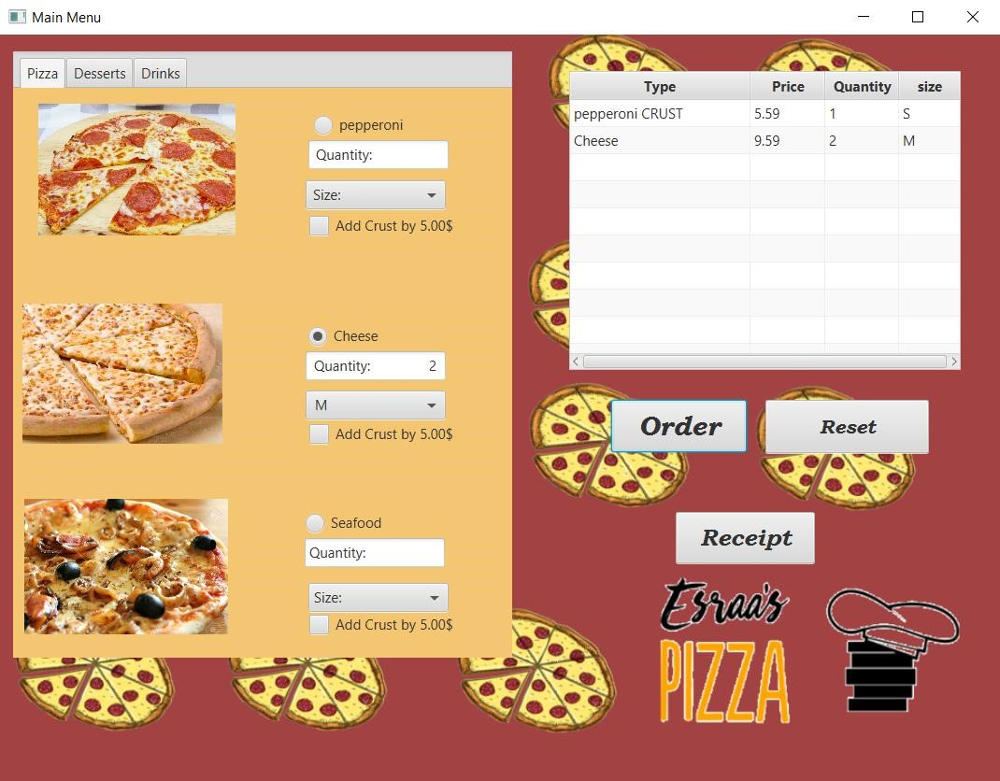 Main Menu
Pizza Desserts Drinks
pepperoni
Quantity:
Size:
Add Crust by 5.00$
Cheese
Quantity: 2
M
Add Crust by 5.00$
Seafood
Quantity:
Size:
Add Crust by 5.00$
Type Price Quantity size
pepperoni CRUST 5.59 1 S
Cheese 9.59 2 M
Order Reset
Receipt
Esraa's
PIZZA